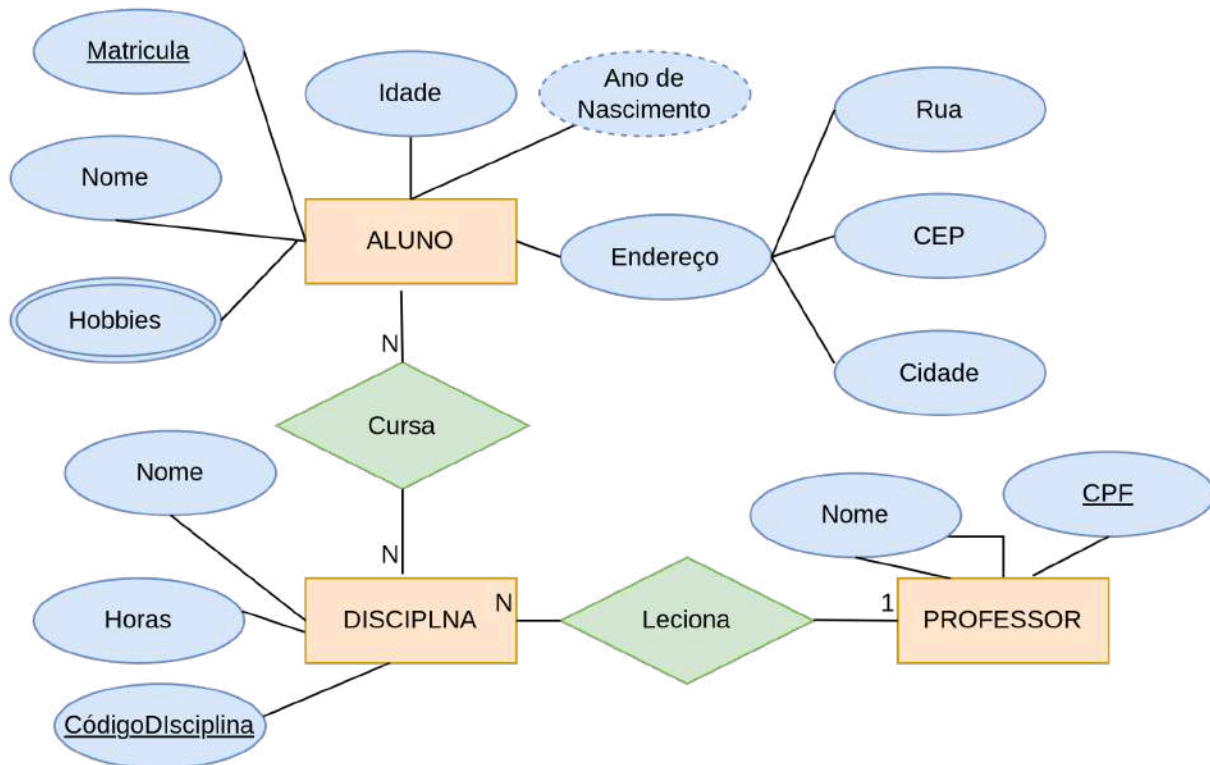 Matricula
Idade
Ano de
Nascimento
Rua
Nome
ALUNO
Endereço
CEP
Hobbies
N
Cidade
Cursa
Nome
N
Nome
CPF
Horas
DISCIPLNA
N
Leciona
1
PROFESSOR
CódigoDIsciplina